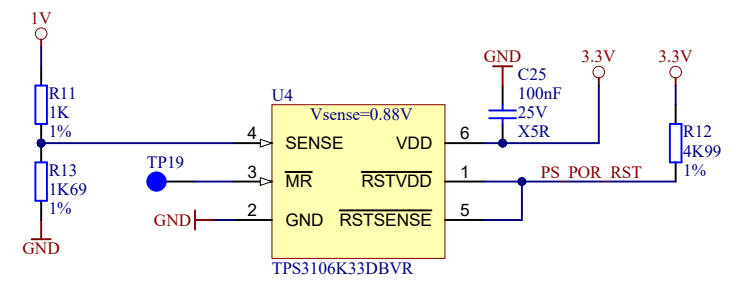 1V
R11
1K
1%
R13
1K69
1%
GND
TP19
GND
U4
Vsense=0.88V
4 SENSE VDD 6
3 MR RSTVDD 1
2 GND RSTSENSE 5
TPS3106K33DBVR
GND
C25
100nF
25V
X5R
3.3V
3.3V
R12
4K99
1%
PS_POR_RST